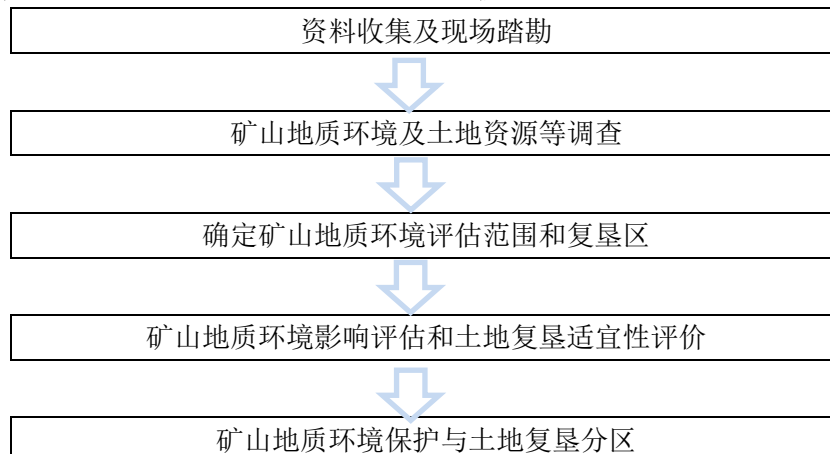 资料收集及现场踏勘
矿山地质环境及土地资源等调查
确定矿山地质环境评估范围和复垦区
矿山地质环境影响评估和土地复垦适宜性评价
矿山地质环境保护与土地复垦分区